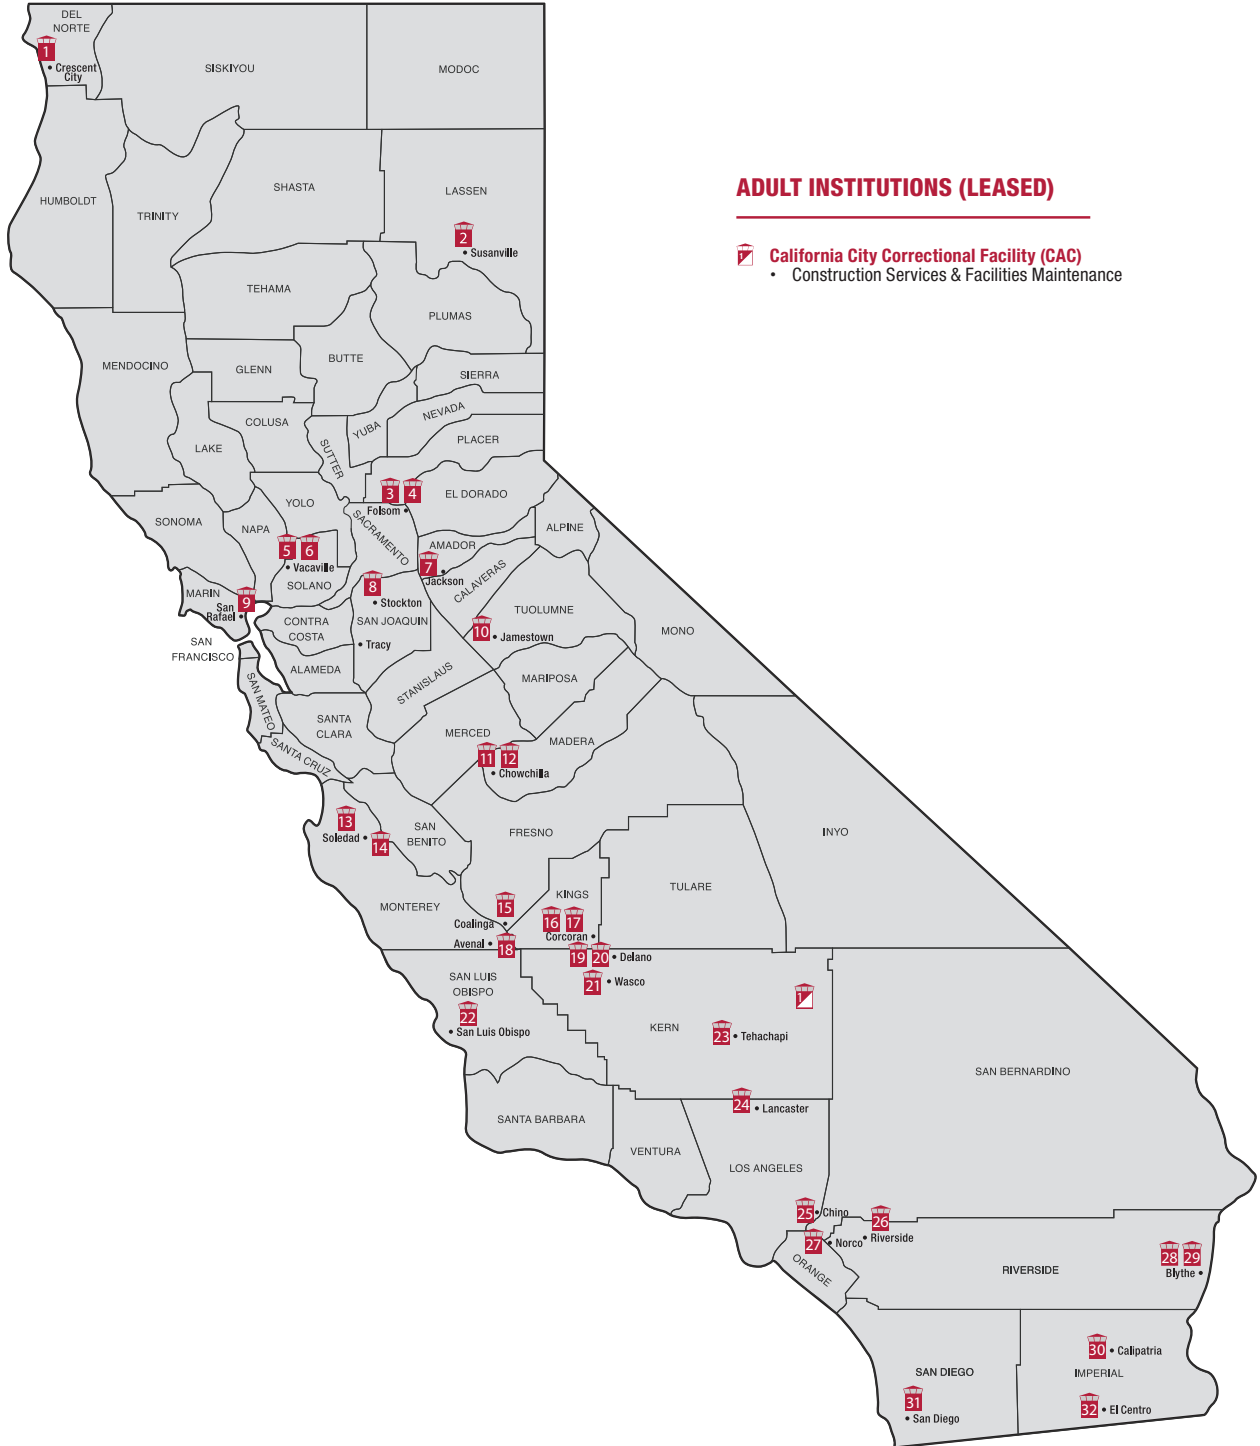 DEL
NORTE
1
Crescent
City
SISKIYOU
MODOC
HUMBOLDT
TRINITY
SHASTA
LASSEN
2
Susanville
ADULT INSTITUTIONS (LEASED)
1 California City Correctional Facility (CAC)
• Construction Services & Facilities Maintenance
TEHAMA
PLUMAS
MENDOCINO
GLENN
BUTTE
SIERRA
COLUSA
LAKE
SUTTER
YUBA
NEVADA
PLACER
SONOMA
NAPA
YOLO
3 4
Folsom
EL DORADO
SACRAMENTO
ALPINE
5 6
Vacaville
SOLANO
AMADOR
7
Jackson
CALAVERAS
MARIN
San
Rafael
9
8
Stockton
SAN JOAQUIN
Tracy
TUOLUMNE
10
Jamestown
MONO
CONTRA
COSTA
SAN
FRANCISCO
ALAMEDA
STANISLAUS
MARIPOSA
SAN MATEO
SANTA
CLARA
SANTA CRUZ
MERCED
MADERA
11 12
Chowchilla
13
Soledad
14
SAN
BENITO
FRESNO
INYO
MONTEREY
15
Coalinga
KINGS
16 17
Corcoran
TULARE
Avenal
18
19 20
Delano
21
Wasco
SAN LUIS
OBISPO
22
San Luis Obispo
1
KERN
23
Tehachapi
SAN BERNARDINO
SANTA BARBARA
24
Lancaster
VENTURA
LOS ANGELES
25
Chino
26
Riverside
27
Norco
ORANGE
RIVERSIDE
28 29
Blythe
30
Calipatria
SAN DIEGO
IMPERIAL
31
San Diego
32
El Centro